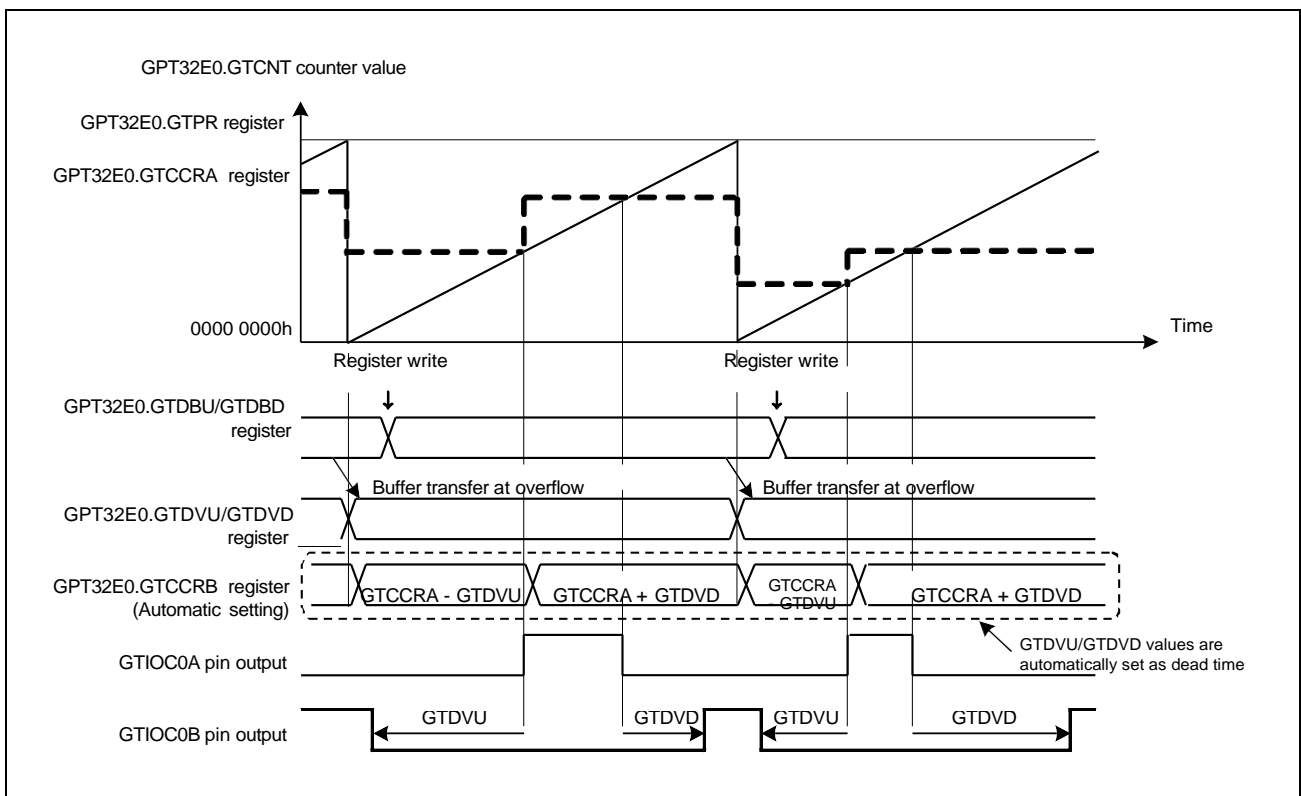 GPT32E0.GTCNT counter value
GPT32E0.GTPR register
GPT32E0.GTCCRA register
0000 0000h
Time
Register write
Register write
GPT32E0.GTDBU/GTDBD
register
Buffer transfer at overflow
Buffer transfer at overflow
GPT32E0.GTDVU/GTDVD
register
GPT32E0.GTCCRB register
(Automatic setting)
GTCCRA - GTDVU
GTCCRA + GTDVD
GTCCRA
- GTDVU
GTCCRA + GTDVD
GTDVU/GTDVD values are
automatically set as dead time
GTIOC0A pin output
GTDVU
GTDVD
GTDVU
GTDVD
GTIOC0B pin output